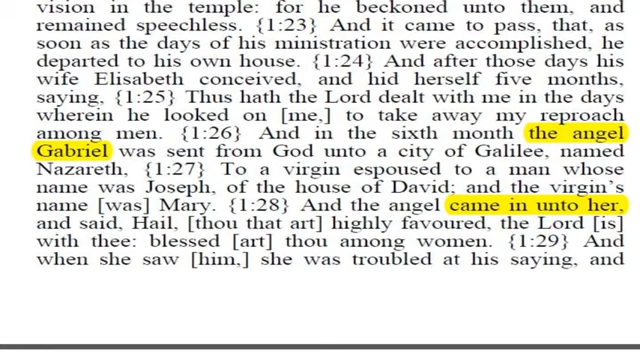 vision in the temple: for he beckoned unto them, and
remained speechless. {1:23} And it came to pass, that, as
soon as the days of his ministration were accomplished, he
departed to his own house. {1:24} And after those days his
wife Elisabeth conceived, and hid herself five months,
saying, {1:25} Thus hath the Lord dealt with me in the days
wherein he looked on [me,] to take away my reproach
among men. {1:26} And in the sixth month the angel
Gabriel was sent from God unto a city of Galilee, named
Nazareth, {1:27} To a virgin espoused to a man whose
name was Joseph, of the house of David; and the virgin's
name [was] Mary. {1:28} And the angel came in unto her,
and said, Hail, [thou that art] highly favoured, the Lord [is]
with thee: blessed [art] thou among women. {1:29} And
when she saw [him,] she was troubled at his saying, and